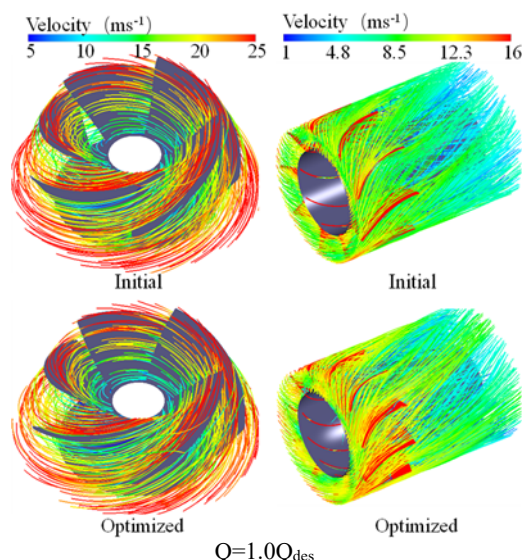 Velocity (ms⁻¹)
5 10 15 20 25
Velocity (ms⁻¹)
1 4.8 8.5 12.3 16
Initial
Initial
Optimized
Optimized
Q=1.0Q_des